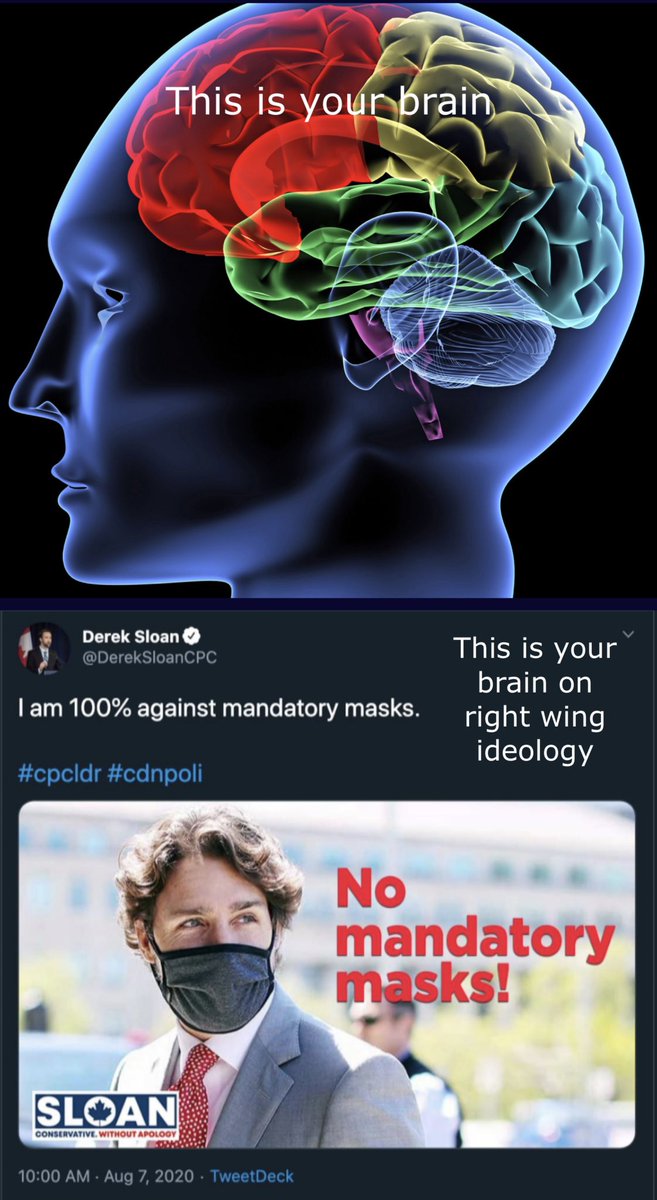 This is your brain
Derek Sloan
@DerekSloanCPC
This is your
brain on
right wing
ideology
I am 100% against mandatory masks.
#cpcldr #cdnpoli
No
mandatory
masks!
SLOAN
CONSERVATIVE. WITHOUT APOLOGY
10:00 AM · Aug 7, 2020 · TweetDeck